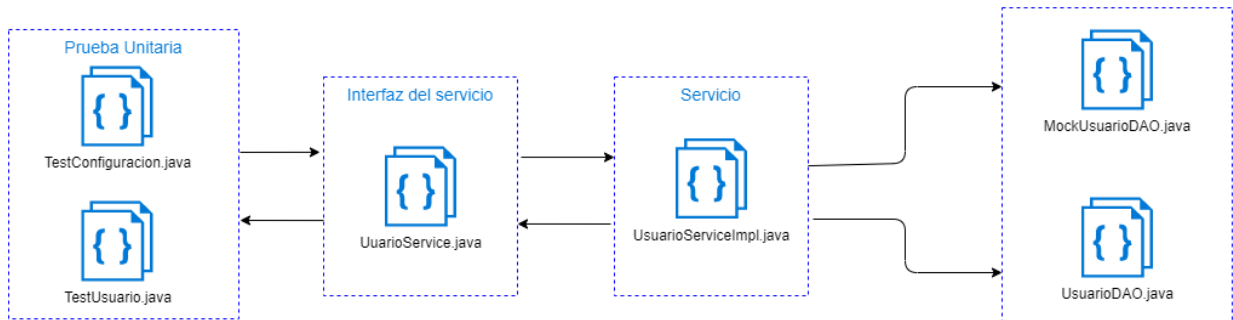 Prueba Unitaria
{ }
TestConfiguracion.java
{ }
TestUsuario.java
Interfaz del servicio
{ }
UuarioService.java
Servicio
{ }
UsuarioServiceImpl.java
{ }
MockUsuarioDAO.java
{ }
UsuarioDAO.java